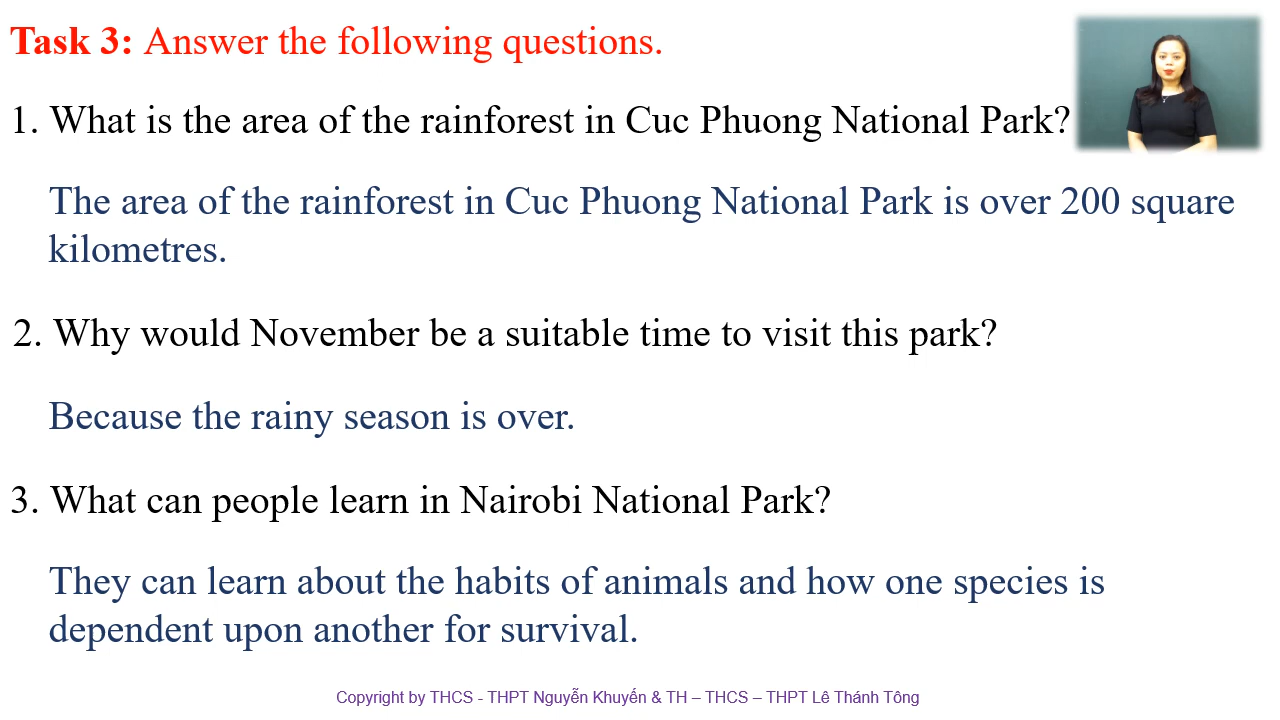 Task 3: Answer the following questions.
1. What is the area of the rainforest in Cuc Phuong National Park?
The area of the rainforest in Cuc Phuong National Park is over 200 square
kilometres.
2. Why would November be a suitable time to visit this park?
Because the rainy season is over.
3. What can people learn in Nairobi National Park?
They can learn about the habits of animals and how one species is
dependent upon another for survival.
Copyright by THCS - THPT Nguyễn Khuyến & TH – THCS – THPT Lê Thánh Tông